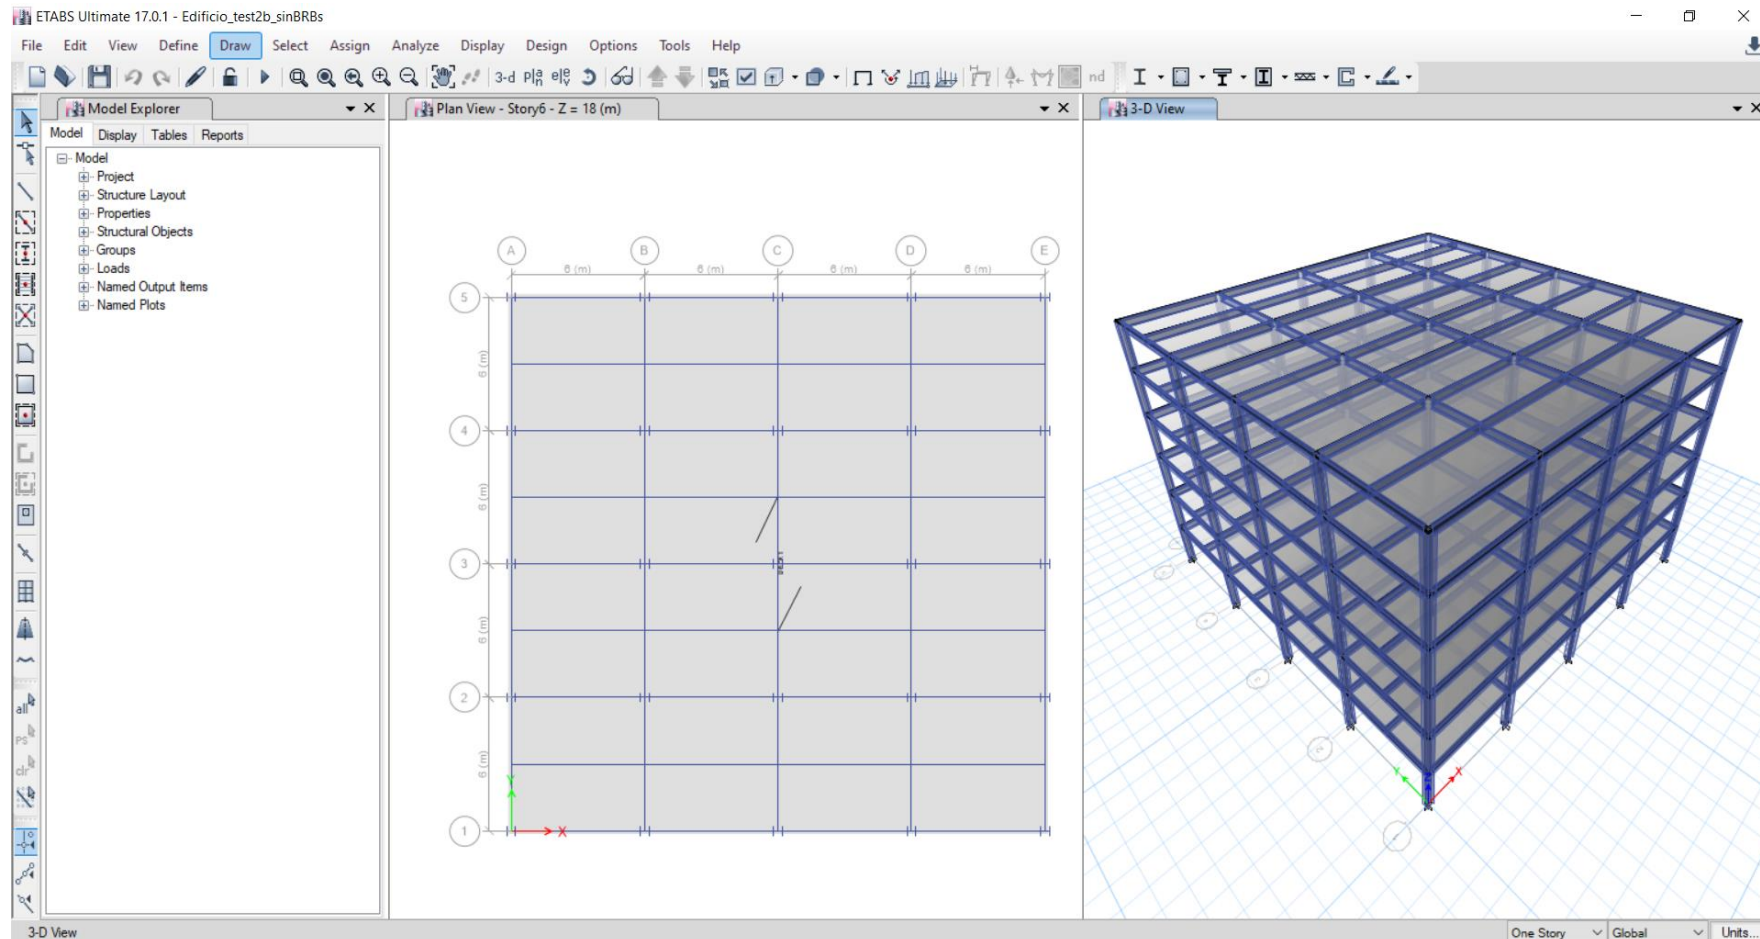 ETABS Ultimate 17.0.1 - Edificio_test2b_sinBRBs
File Edit View Define Draw Select Assign Analyze Display Design Options Tools Help
3-d nd
Model Explorer
Model Display Tables Reports
Model
Project
Structure Layout
Properties
Structural Objects
Groups
Loads
Named Output Items
Named Plots
all
ps
clr
Plan View - Story6 - Z = 18 (m)
A B C D E
6 (m) 6 (m) 6 (m) 6 (m)
5
6 (m)
4
6 (m)
3
6 (m)
2
6 (m)
1
Y
X
3-D View
Y Z X
3-D View
One Story Global Units...